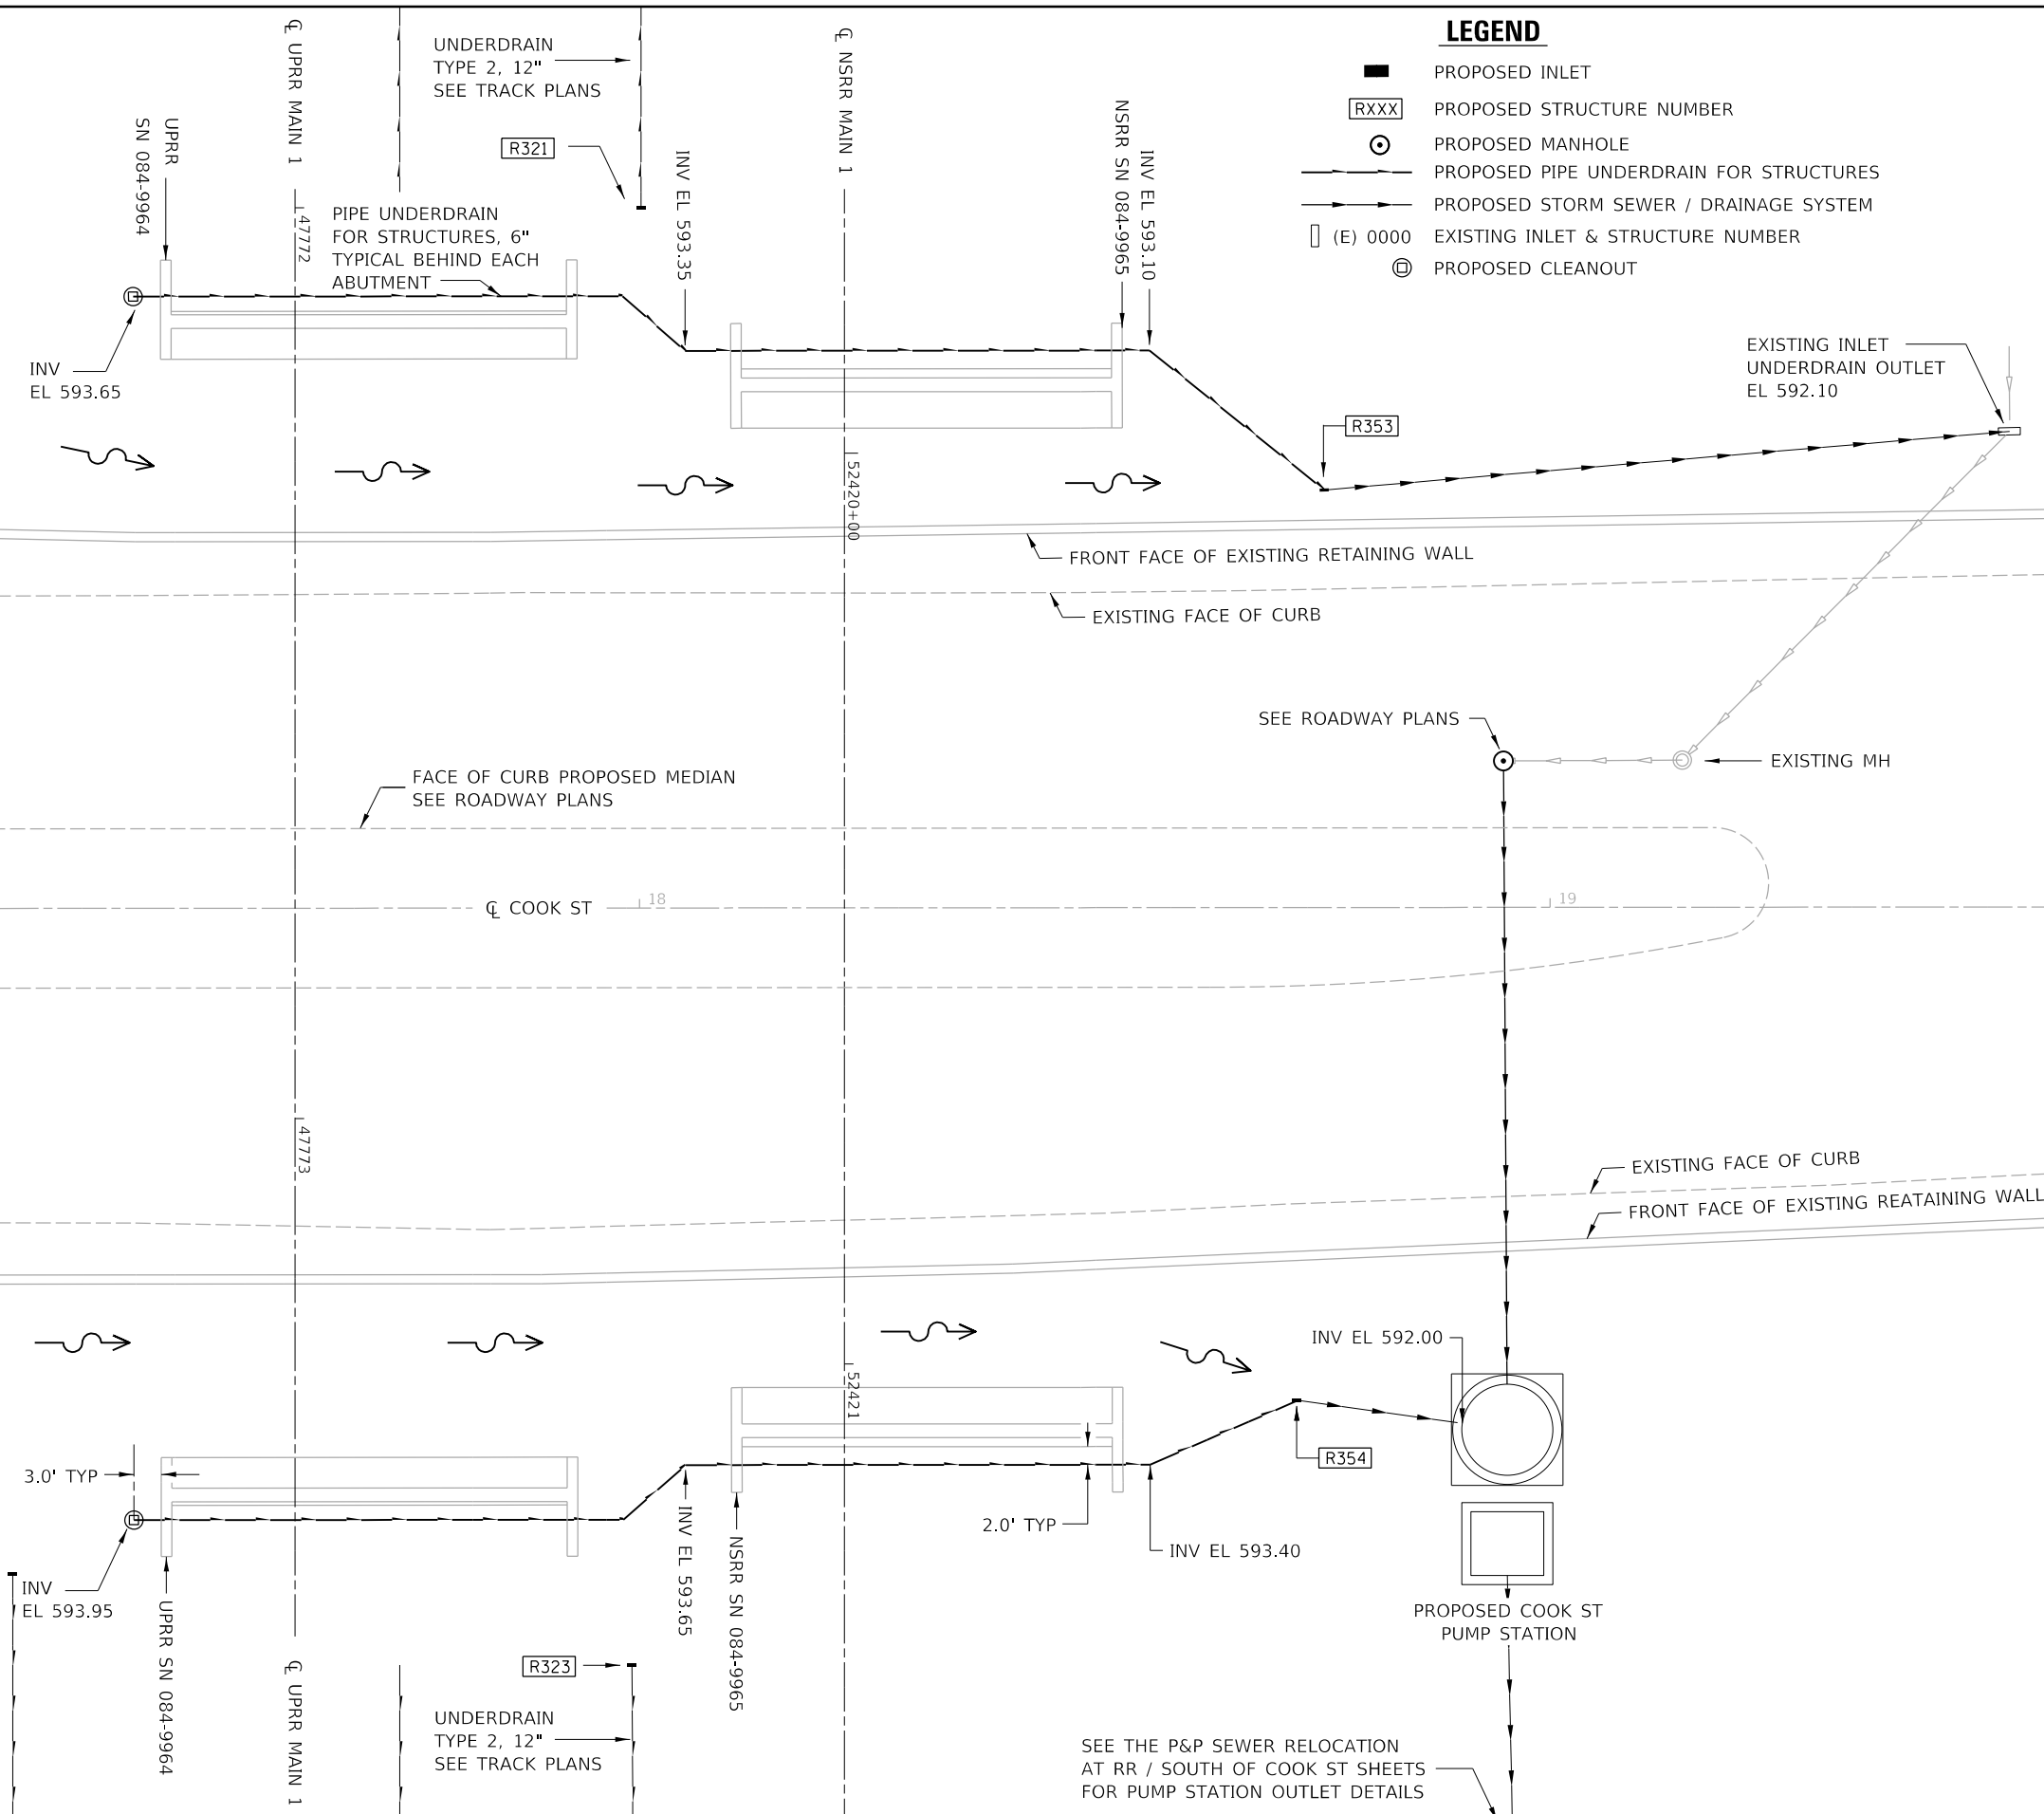 LEGEND
PROPOSED INLET
RXXX PROPOSED STRUCTURE NUMBER
PROPOSED MANHOLE
PROPOSED PIPE UNDERDRAIN FOR STRUCTURES
PROPOSED STORM SEWER / DRAINAGE SYSTEM
(E) 0000 EXISTING INLET & STRUCTURE NUMBER
PROPOSED CLEANOUT
℄ UPRR MAIN 1
UNDERDRAIN
TYPE 2, 12"
SEE TRACK PLANS
℄ NSRR MAIN 1
R321
UPRR
SN 084-9964
47772
PIPE UNDERDRAIN
FOR STRUCTURES, 6"
TYPICAL BEHIND EACH
ABUTMENT
INV EL 593.35
NSRR SN 084-9965
INV EL 593.10
INV
EL 593.65
EXISTING INLET
UNDERDRAIN OUTLET
EL 592.10
R353
52420+00
FRONT FACE OF EXISTING RETAINING WALL
EXISTING FACE OF CURB
SEE ROADWAY PLANS
EXISTING MH
FACE OF CURB PROPOSED MEDIAN
SEE ROADWAY PLANS
℄ COOK ST
18
19
47773
EXISTING FACE OF CURB
FRONT FACE OF EXISTING REATAINING WALL
INV EL 592.00
52421
R354
3.0' TYP
2.0' TYP
INV EL 593.40
INV
EL 593.95
UPRR SN 084-9964
INV EL 593.65
NSRR SN 084-9965
PROPOSED COOK ST
PUMP STATION
R323
℄ UPRR MAIN 1
UNDERDRAIN
TYPE 2, 12"
SEE TRACK PLANS
SEE THE P&P SEWER RELOCATION
AT RR / SOUTH OF COOK ST SHEETS
FOR PUMP STATION OUTLET DETAILS